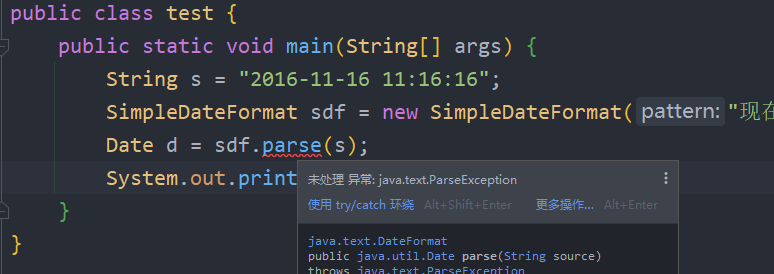 public class test {
public static void main(String[] args) {
String s = "2016-11-16 11:16:16";
SimpleDateFormat sdf = new SimpleDateFormat( pattern: "现在
Date d = sdf.parse(s);
System.out.print
未处理 异常: java.text.ParseException
使用 try/catch 环绕 Alt+Shift+Enter 更多操作... Alt+Enter
java.text.DateFormat
public java.util.Date parse(String source)
throws java.text.ParseException
}
}